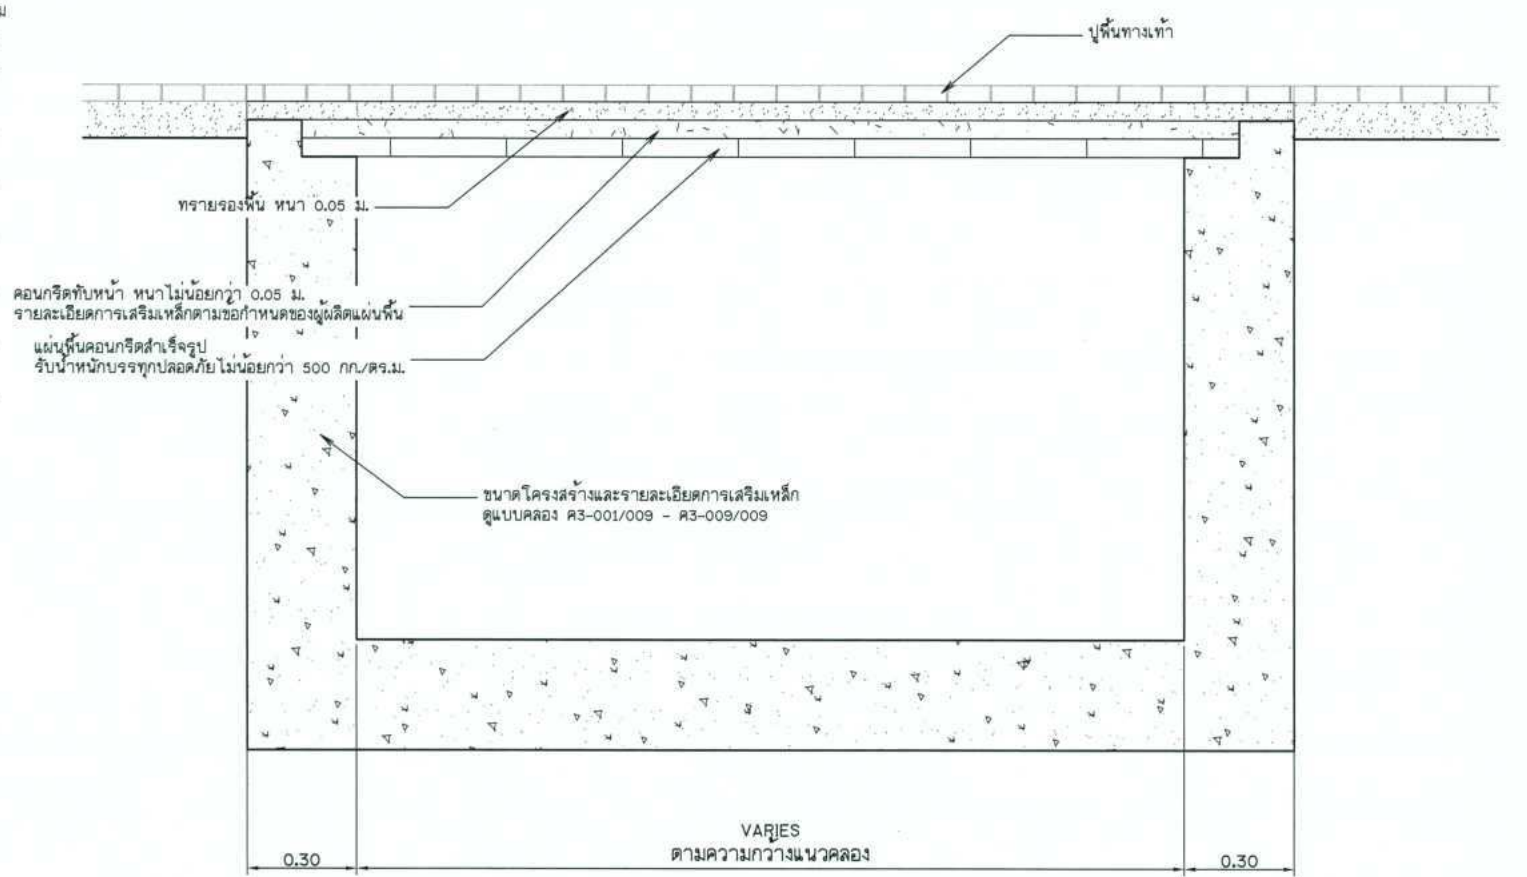 ม
ปูพื้นทางเท้า
ทรายรองพื้น หนา 0.05 ม.
คอนกรีตทับหน้า หนาไม่น้อยกว่า 0.05 ม.
รายละเอียดการเสริมเหล็กตามข้อกำหนดของผู้ผลิตแผ่นพื้น
แผ่นพื้นคอนกรีตสำเร็จรูป
รับน้ำหนักบรรทุกปลอดภัยไม่น้อยกว่า 500 กก./ตร.ม.
ขนาดโครงสร้างและรายละเอียดการเสริมเหล็ก
ดูแบบคลอง ค3-001/009 - ค3-009/009
VARIES
ตามความกว้างแนวคลอง
0.30
0.30